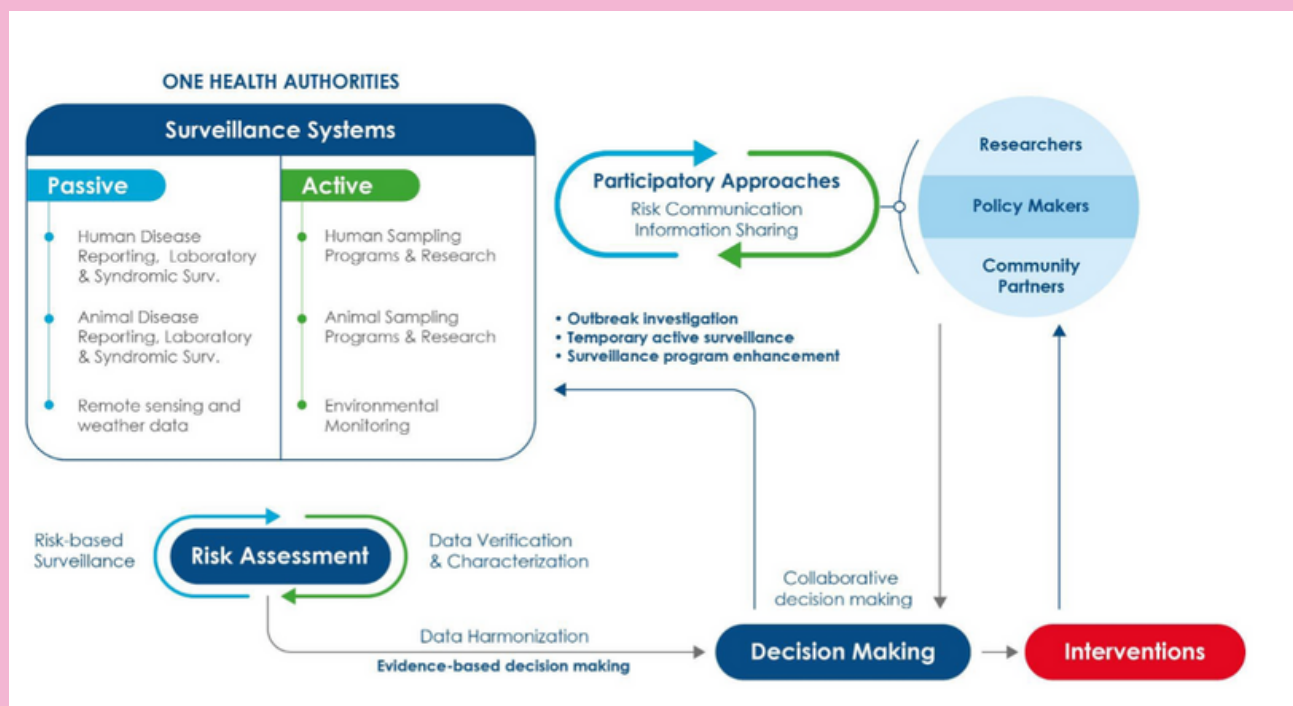 ONE HEALTH AUTHORITIES
Surveillance Systems
Passive
Human Disease
Reporting, Laboratory
& Syndromic Surv.
Animal Disease
Reporting, Laboratory
& Syndromic Surv.
Remote sensing and
weather data
Active
Human Sampling
Programs & Research
Animal Sampling
Programs & Research
Environmental
Monitoring
Participatory Approaches
Risk Communication
Information Sharing
Researchers
Policy Makers
Community
Partners
• Outbreak investigation
• Temporary active surveillance
• Surveillance program enhancement
Risk-based
Surveillance
Risk Assessment
Data Verification
& Characterization
Data Harmonization
Evidence-based decision making
Collaborative
decision making
Decision Making
Interventions